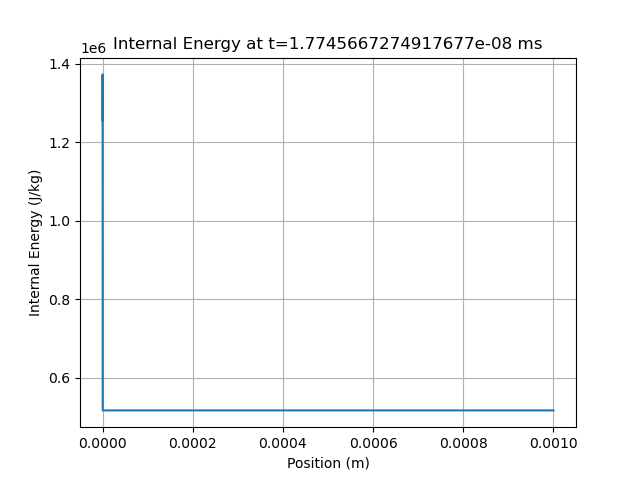 Internal Energy at t=1.7745667274917677e-08 ms
1e6
1.4
1.2
1.0
0.8
0.6
Internal Energy (J/kg)
0.0000 0.0002 0.0004 0.0006 0.0008 0.0010
Position (m)